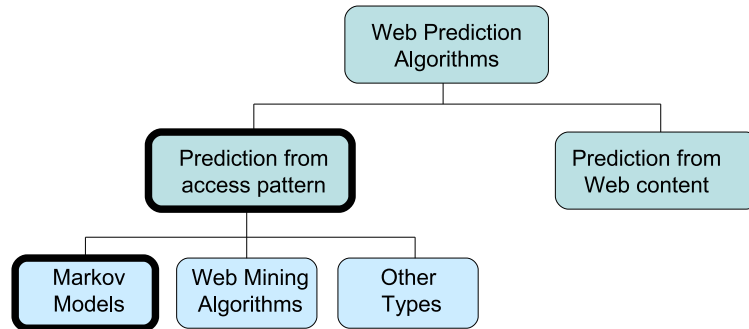 Web Prediction
Algorithms
Prediction from
access pattern
Prediction from
Web content
Markov
Models
Web Mining
Algorithms
Other
Types